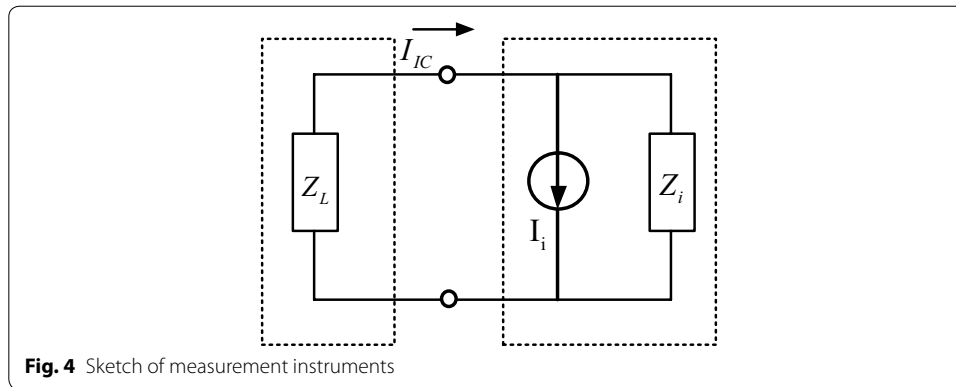 I_IC
Z_L
Z_i
I_i
Fig. 4 Sketch of measurement instruments